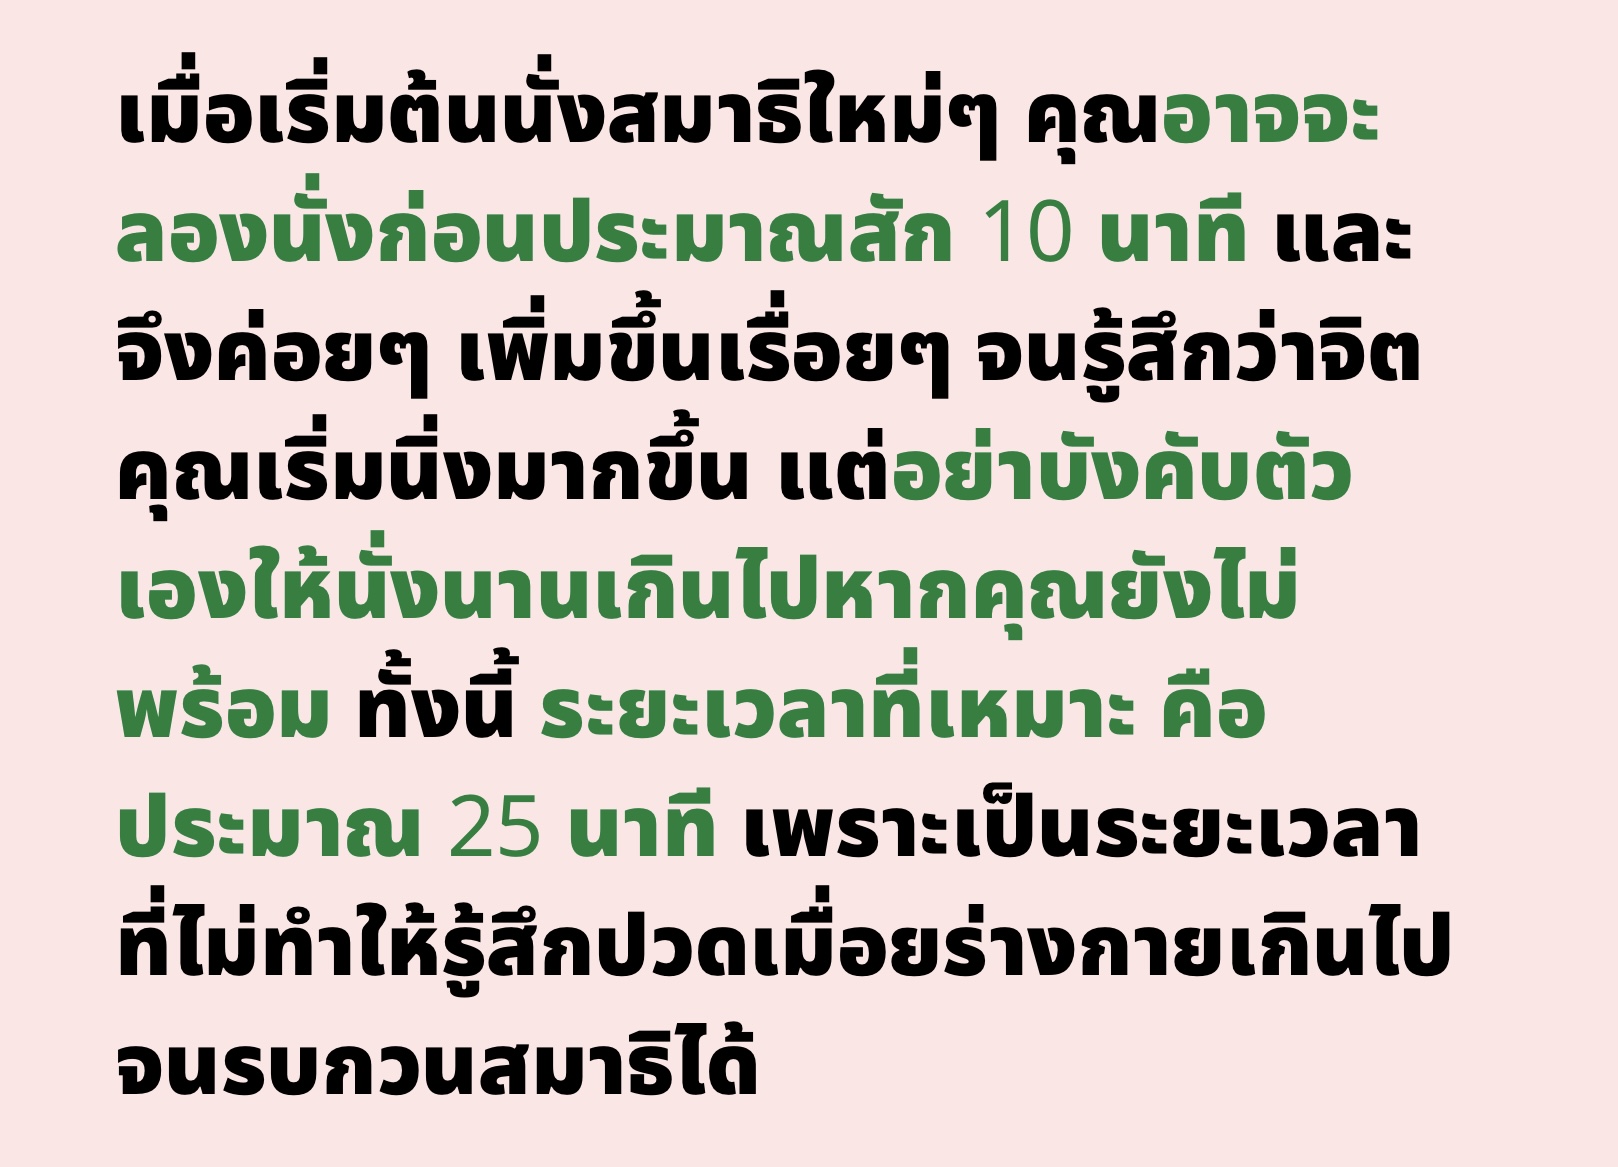 เมื่อเริ่มต้นนั่งสมาธิใหม่ๆ คุณอาจจะ
ลองนั่งก่อนประมาณสัก 10 นาที และ
จึงค่อยๆ เพิ่มขึ้นเรื่อยๆ จนรู้สึกว่าจิต
คุณเริ่มนิ่งมากขึ้น แต่อย่าบังคับตัว
เองให้นั่งนานเกินไปหากคุณยังไม่
พร้อม ทั้งนี้ ระยะเวลาที่เหมาะ คือ
ประมาณ 25 นาที เพราะเป็นระยะเวลา
ที่ไม่ทำให้รู้สึกปวดเมื่อยร่างกายเกินไป
จนรบกวนสมาธิได้